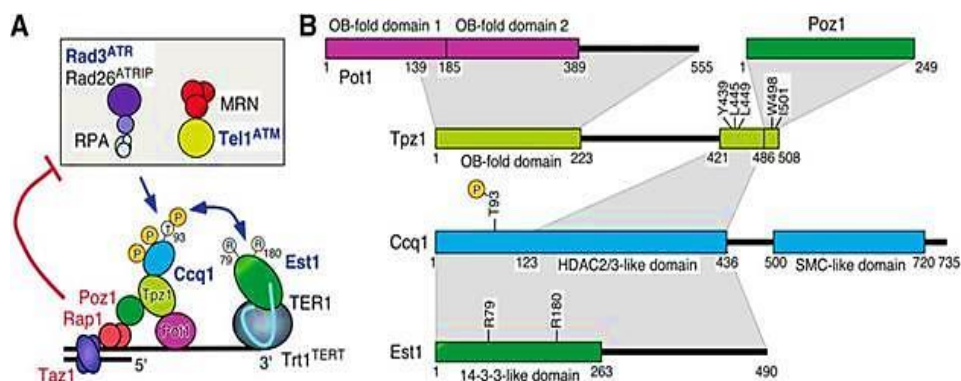 A
Rad3ATR
Rad26ATRIP
RPA
MRN
Tel1ATM
P
P
P
T
93
Ccq1
R
79
R
180
Est1
Tpz1
Poz1
Rap1
Pot1
TER1
Trt1TERT
Taz1
5'
3'
B
OB-fold domain 1 OB-fold domain 2
Pot1
1 139 185 389 555
Poz1
1 249
Y439
L445
L449
W498
I501
Tpz1
1 223 421 486 508
OB-fold domain
P
T93
Ccq1
1 123 436 500 720 735
HDAC2/3-like domain SMC-like domain
R79
R180
Est1
1 263 490
14-3-3-like domain